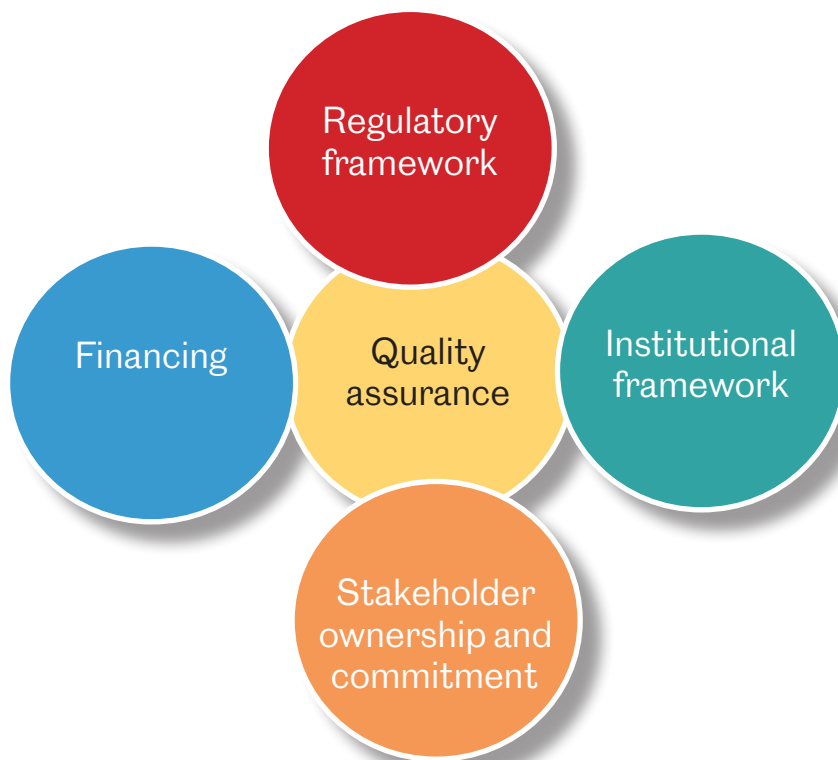 Regulatory
framework
Financing
Quality
assurance
Institutional
framework
Stakeholder
ownership and
commitment